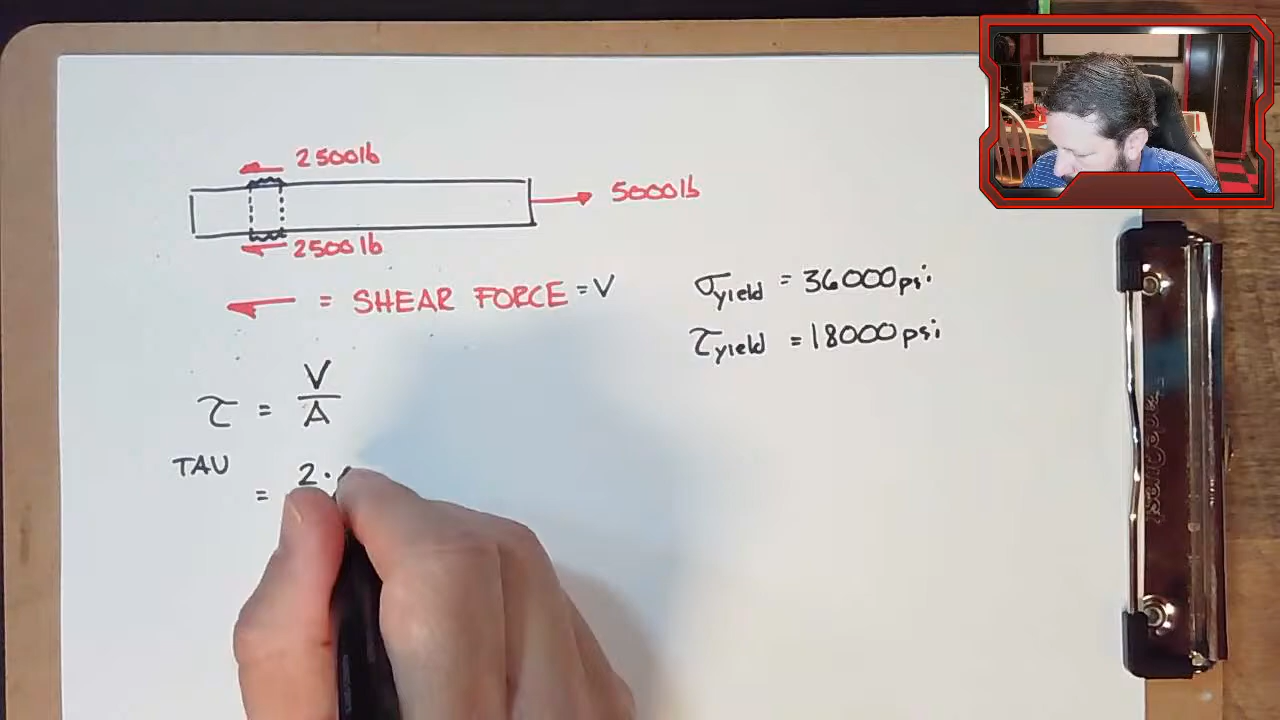 2500lb
5000lb
2500lb
= SHEAR FORCE = V
σyield = 36000psi
τyield = 18000psi
τ = V/A
TAU
= 2.